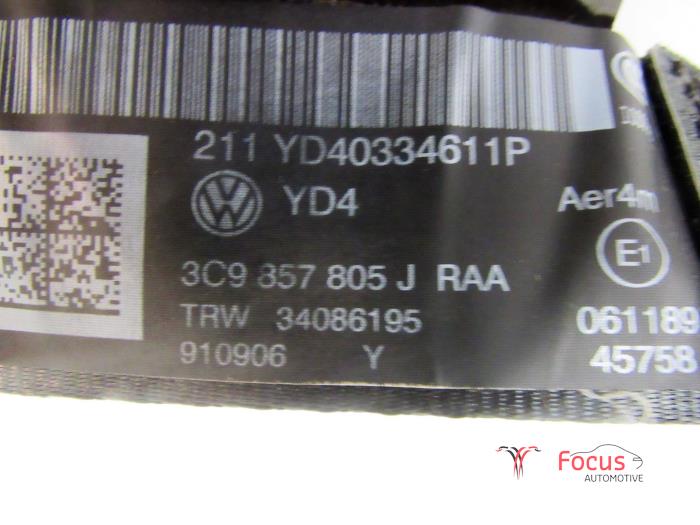 211 YD40334611P
YD4
Aer4m
E1
3C9 857 805 J RAA
TRW 34086195
061189
910906 Y
45758
Focus
AUTOMOTIVE